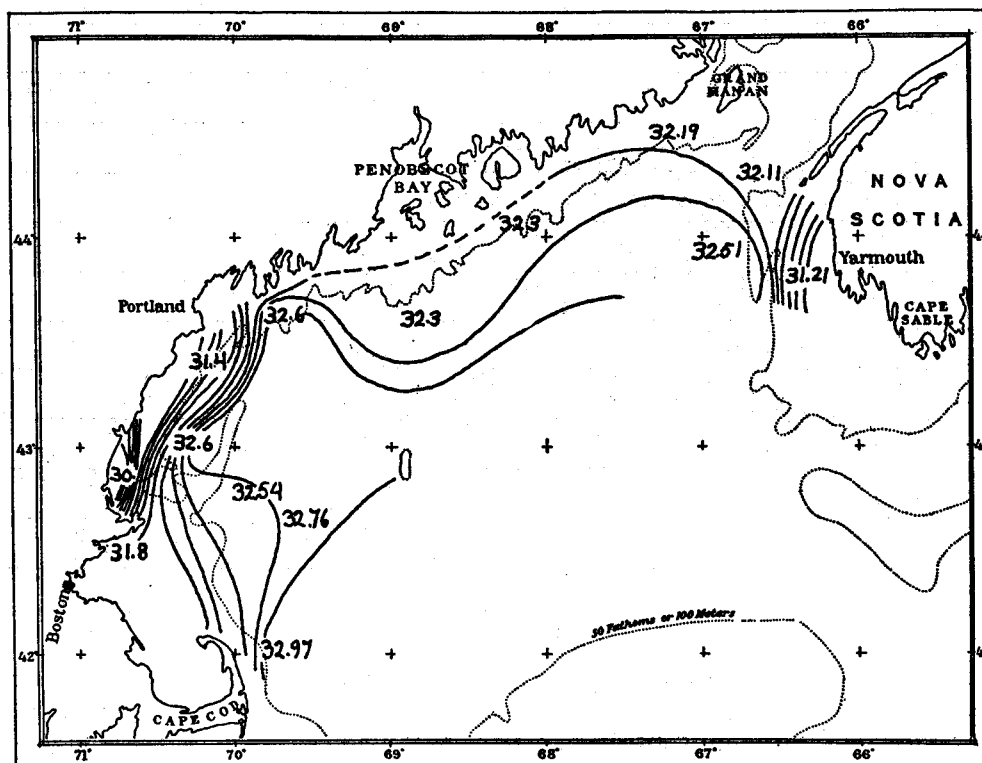 71° 70° 69° 68° 67° 66°
GRAND
MANAN
32.19
PENOBSCOT
BAY
32.11
NOVA
SCOTIA
32.3
44°
32.51
Yarmouth
31.21
Portland
32.6
32.3
CAPE
SABLE
31.4
32.6
43°
30.
32.54
32.76
31.8
Boston
50 Fathoms or 100 Meters
32.97
42°
CAPE COD
71° 70° 69° 68° 67° 66°